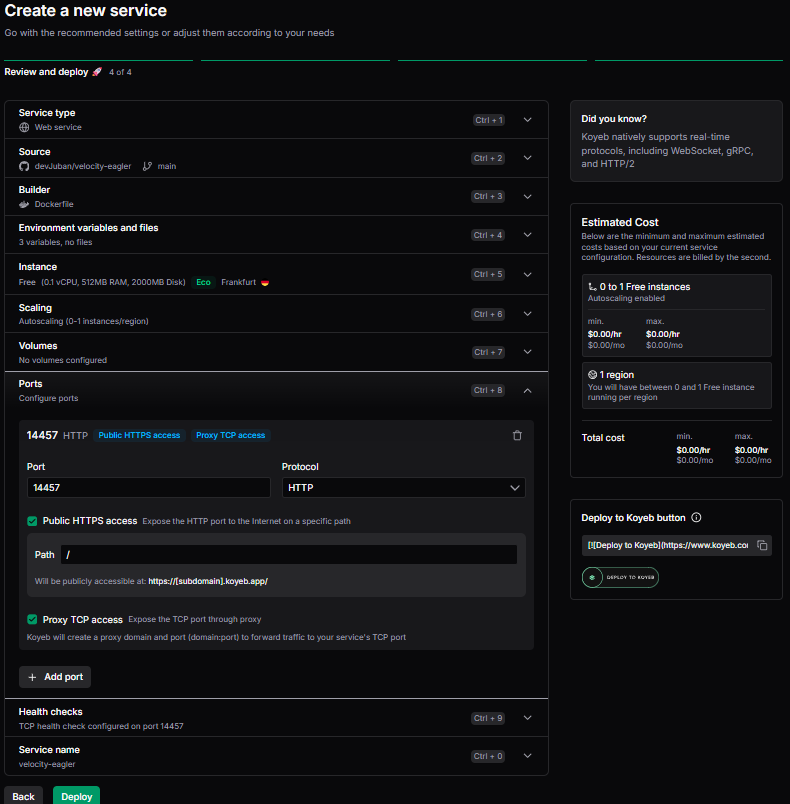 Create a new service
Go with the recommended settings or adjust them according to your needs
Review and deploy 🚀 4 of 4
Service type
Web service
Ctrl + 1
Source
devJuban/velocity-eagler main
Ctrl + 2
Builder
Dockerfile
Ctrl + 3
Environment variables and files
3 variables, no files
Ctrl + 4
Instance
Free (0.1 vCPU, 512MB RAM, 2000MB Disk) Eco Frankfurt 🇩🇪
Ctrl + 5
Scaling
Autoscaling (0-1 instances/region)
Ctrl + 6
Volumes
No volumes configured
Ctrl + 7
Ports
Configure ports
Ctrl + 8
14457 HTTP Public HTTPS access Proxy TCP access
Port
14457
Protocol
HTTP
Public HTTPS access Expose the HTTP port to the Internet on a specific path
Path /
Will be publicly accessible at: https://[subdomain].koyeb.app/
Proxy TCP access Expose the TCP port through proxy
Koyeb will create a proxy domain and port (domain:port) to forward traffic to your service's TCP port
+ Add port
Health checks
TCP health check configured on port 14457
Ctrl + 9
Service name
velocity-eagler
Ctrl + 0
Back
Deploy
Did you know?
Koyeb natively supports real-time
protocols, including WebSocket, gRPC,
and HTTP/2
Estimated Cost
Below are the minimum and maximum estimated
costs based on your current service
configuration. Resources are billed by the second.
0 to 1 Free instances
Autoscaling enabled
min. max.
$0.00/hr $0.00/hr
$0.00/mo $0.00/mo
1 region
You will have between 0 and 1 Free instance
running per region
Total cost
min. max.
$0.00/hr $0.00/hr
$0.00/mo $0.00/mo
Deploy to Koyeb button
[![Deploy to Koyeb](https://www.koyeb.co
DEPLOY TO KOYEB